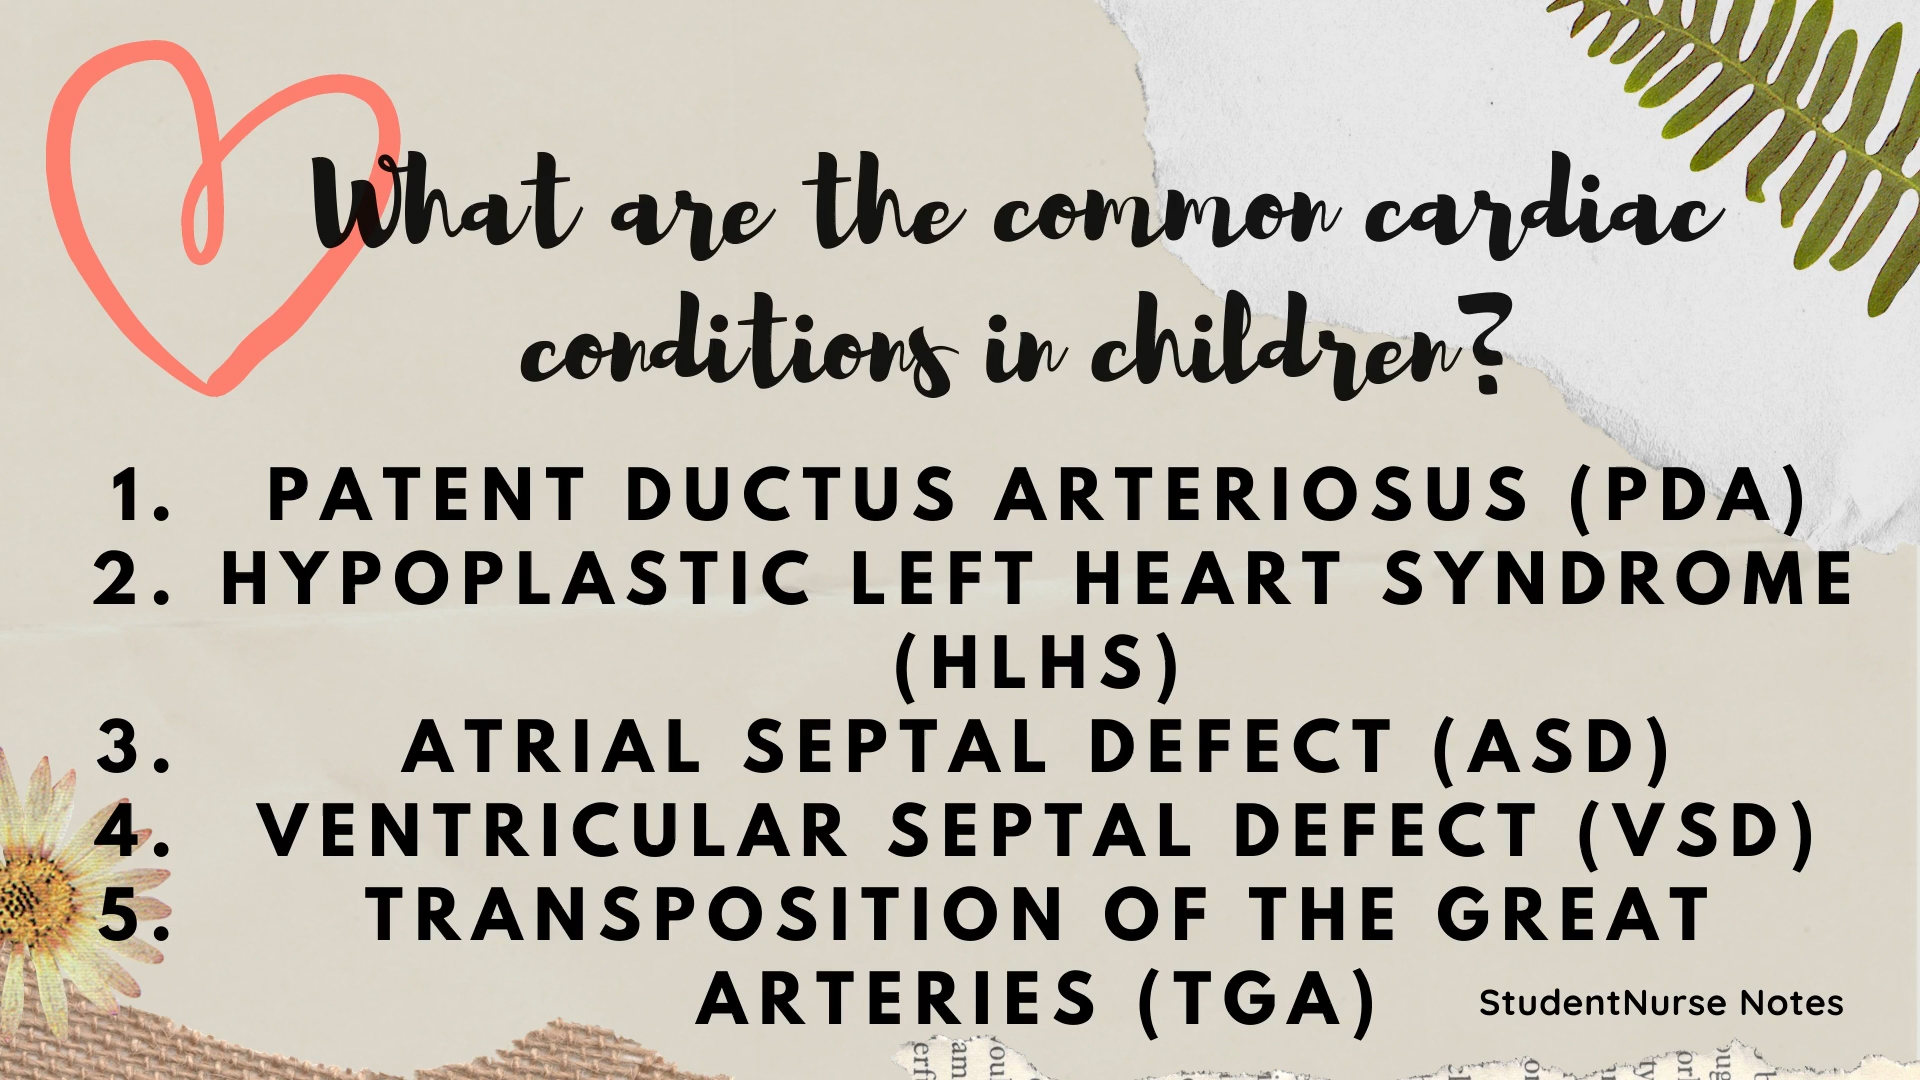 What are the common cardiac
conditions in children?
1. PATENT DUCTUS ARTERIOSUS (PDA)
2. HYPOPLASTIC LEFT HEART SYNDROME
(HLHS)
3. ATRIAL SEPTAL DEFECT (ASD)
4. VENTRICULAR SEPTAL DEFECT (VSD)
5. TRANSPOSITION OF THE GREAT
ARTERIES (TGA)
StudentNurse Notes